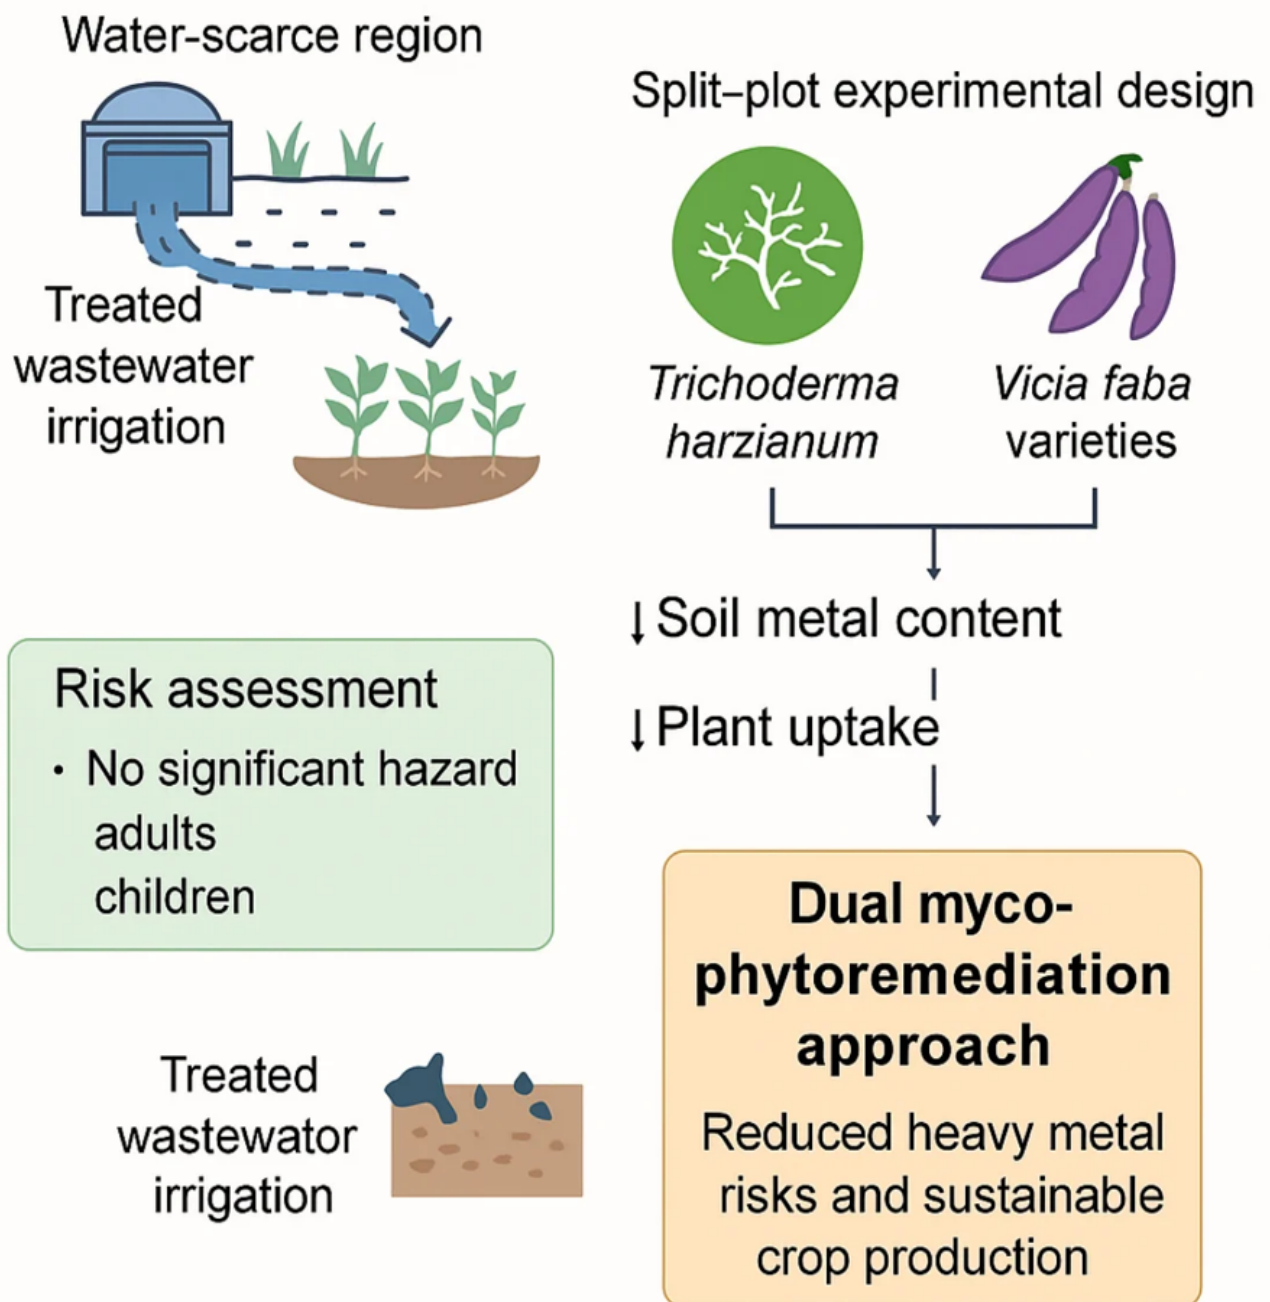 Water-scarce region
Treated
wastewater
irrigation
Split–plot experimental design
Trichoderma
harzianum
Vicia faba
varieties
↓ Soil metal content
↓ Plant uptake
Risk assessment
· No significant hazard
adults
children
Treated
wastewator
irrigation
Dual myco-
phytoremediation
approach
Reduced heavy metal
risks and sustainable
crop production